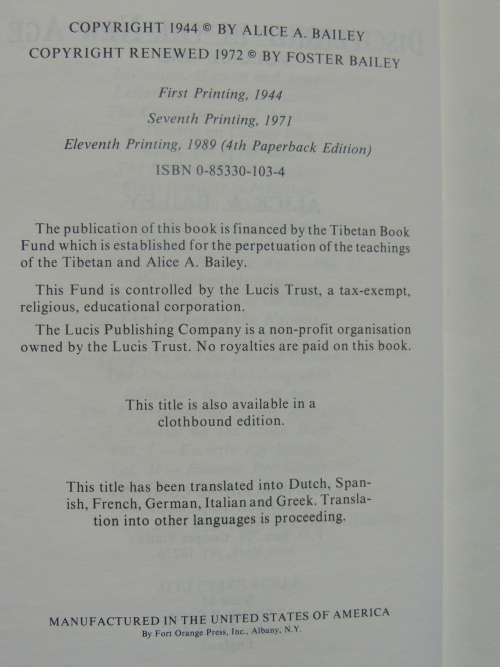 COPYRIGHT 1944 © BY ALICE A. BAILEY
COPYRIGHT RENEWED 1972 © BY FOSTER BAILEY
First Printing, 1944
Seventh Printing, 1971
Eleventh Printing, 1989 (4th Paperback Edition)
ISBN 0-85330-103-4
The publication of this book is financed by the Tibetan Book
Fund which is established for the perpetuation of the teachings
of the Tibetan and Alice A. Bailey.
This Fund is controlled by the Lucis Trust, a tax-exempt,
religious, educational corporation.
The Lucis Publishing Company is a non-profit organisation
owned by the Lucis Trust. No royalties are paid on this book.
This title is also available in a
clothbound edition.
This title has been translated into Dutch, Span-
ish, French, German, Italian and Greek. Transla-
tion into other languages is proceeding.
MANUFACTURED IN THE UNITED STATES OF AMERICA
By Fort Orange Press, Inc., Albany, N.Y.